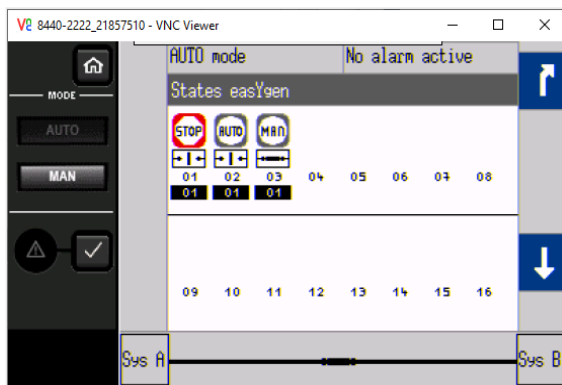 8440-2222_21857510 - VNC Viewer
AUTO mode
No alarm active
MODE
States easYgen
AUTO
MAN
STOP AUTO MAN
01 02 03 04 05 06 07 08
01 01 01
09 10 11 12 13 14 15 16
Sys A
Sys B